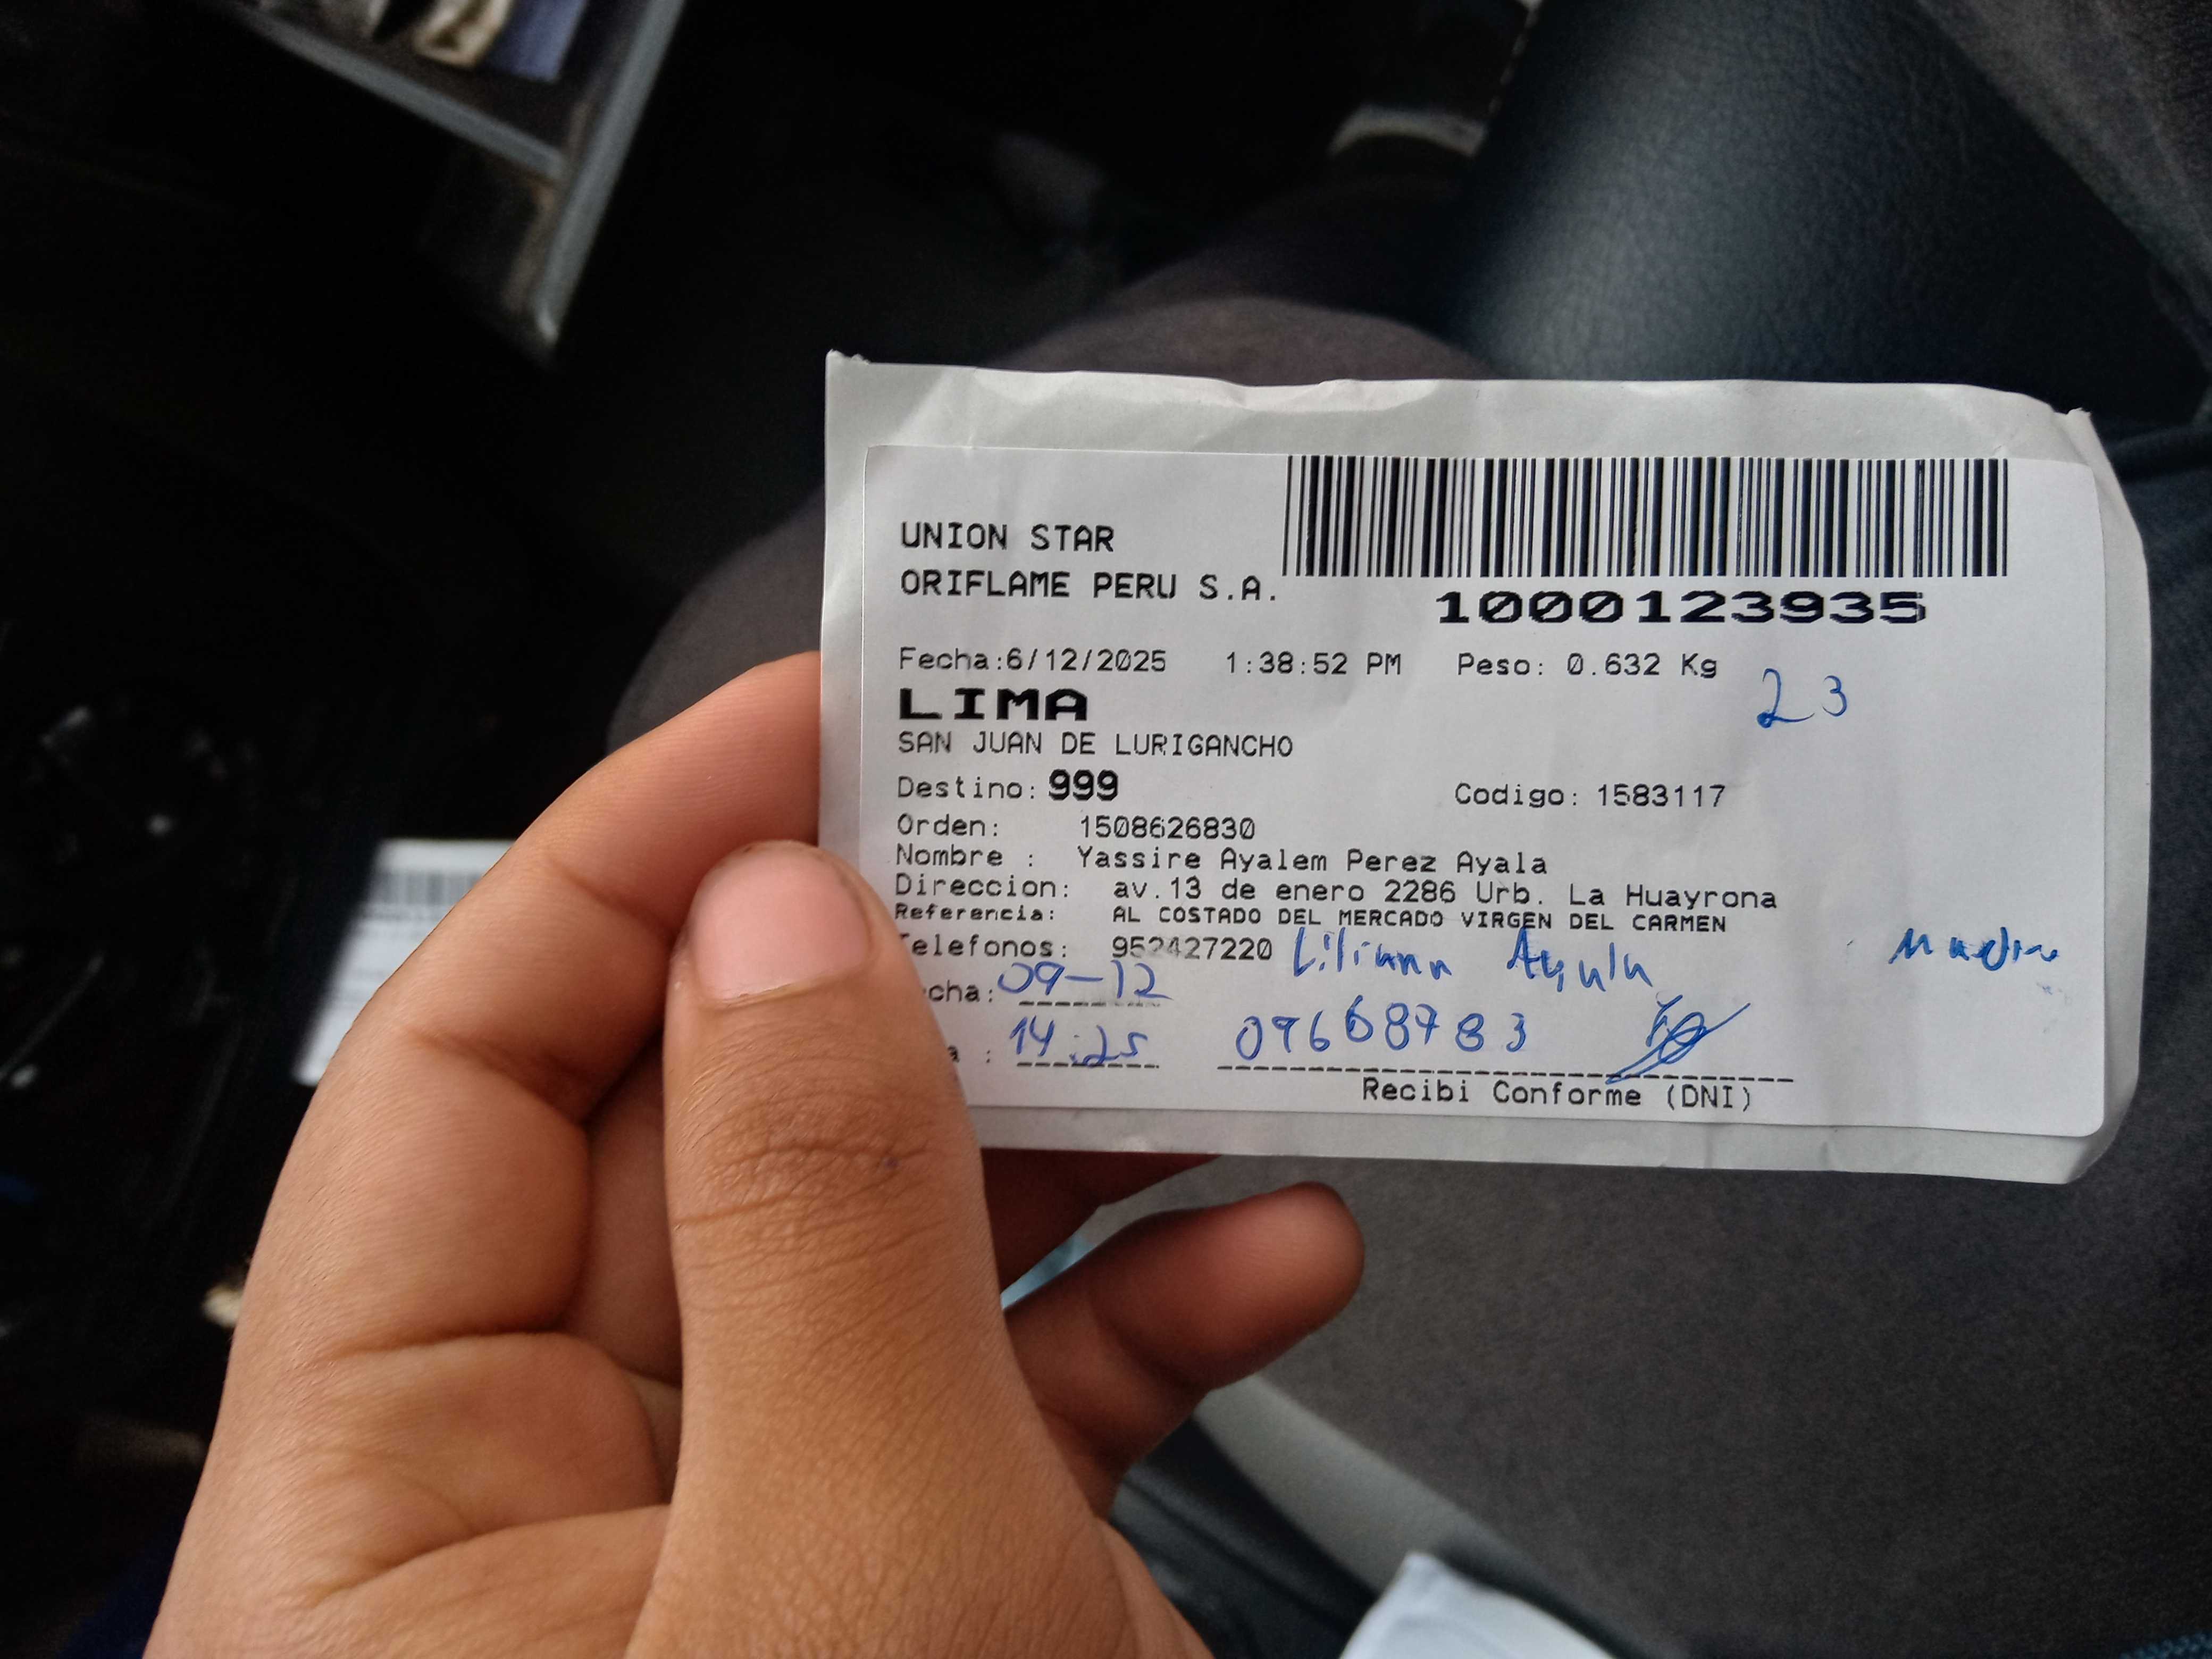 UNION STAR
ORIFLAME PERU S.A.
1000123935
Fecha:6/12/2025 1:38:52 PM Peso: 0.632 Kg
23
LIMA
SAN JUAN DE LURIGANCHO
Destino: 999 Codigo: 1583117
Orden: 1508626830
Nombre : Yassire Ayalem Perez Ayala
Direccion: av.13 de enero 2286 Urb. La Huayrona
Referencia: AL COSTADO DEL MERCADO VIRGEN DEL CARMEN
Telefonos: 952427220 Liliana Ayala Madre
cha: 09-12
a : 14:25 09668783
Recibi Conforme (DNI)